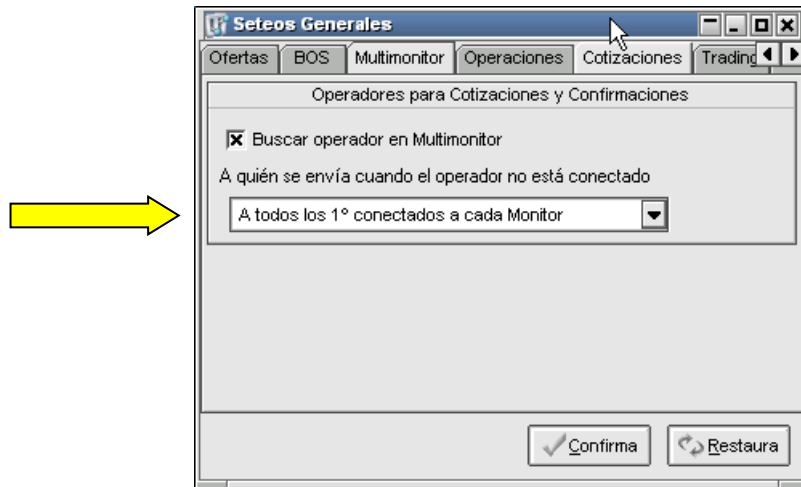 Seteos Generales
Ofertas BOS Multimonitor Operaciones Cotizaciones Trading
Operadores para Cotizaciones y Confirmaciones
Buscar operador en Multimonitor
A quién se envía cuando el operador no está conectado
A todos los 1º conectados a cada Monitor
Confirma Restaura